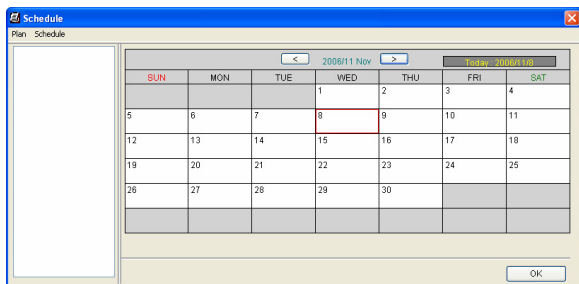 Schedule
Plan Schedule
< 2006/11 Nov > Today : 2006/11/8
SUN MON TUE WED THU FRI SAT
1 2 3 4
5 6 7 8 9 10 11
12 13 14 15 16 17 18
19 20 21 22 23 24 25
26 27 28 29 30
OK